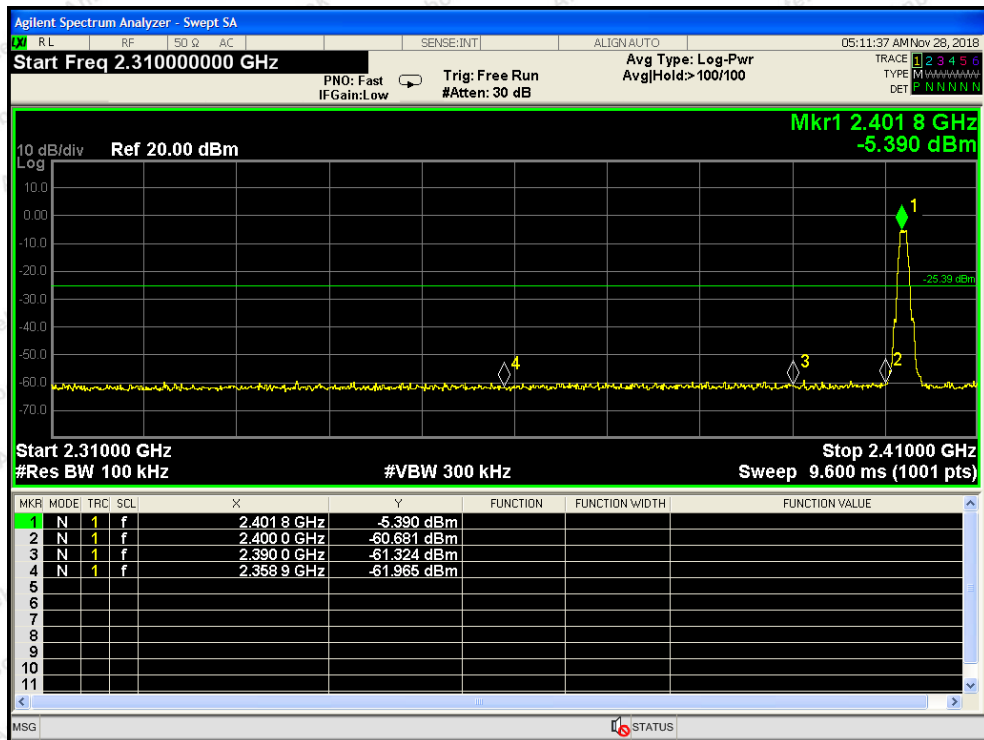 Agilent Spectrum Analyzer - Swept SA
LXI RL RF 50 Ω AC SENSE:INT ALIGN AUTO 05:11:37 AM Nov 28, 2018
Start Freq 2.310000000 GHz
PNO: Fast
IFGain:Low
Trig: Free Run
#Atten: 30 dB
Avg Type: Log-Pwr
Avg|Hold:> 100/100
TRACE 1 2 3 4 5 6
TYPE M WWWWW
DET P N N N N N
Mkr1 2.401 8 GHz
-5.390 dBm
10 dB/div Ref 20.00 dBm
Log
10.0
0.00
-10.0
-20.0
-30.0
-40.0
-50.0
-60.0
-70.0
1
-25.39 dBm
4
3
2
Start 2.31000 GHz Stop 2.41000 GHz
#Res BW 100 kHz #VBW 300 kHz Sweep 9.600 ms (1001 pts)
MKR MODE TRC SCL X Y FUNCTION FUNCTION WIDTH FUNCTION VALUE
1 N 1 f 2.401 8 GHz -5.390 dBm
2 N 1 f 2.400 0 GHz -60.681 dBm
3 N 1 f 2.390 0 GHz -61.324 dBm
4 N 1 f 2.358 9 GHz -61.965 dBm
5
6
7
8
9
10
11
MSG STATUS